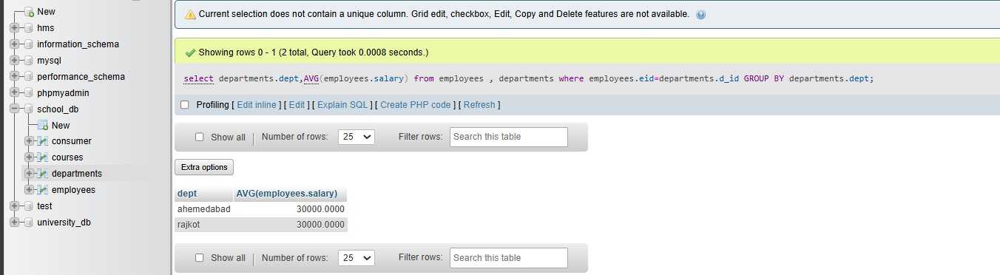 New
hms
information_schema
mysql
performance_schema
phpmyadmin
school_db
New
consumer
courses
departments
employees
test
university_db
Current selection does not contain a unique column. Grid edit, checkbox, Edit, Copy and Delete features are not available.
Showing rows 0 - 1 (2 total, Query took 0.0008 seconds.)
select departments.dept,AVG(employees.salary) from employees , departments where employees.eid=departments.d_id GROUP BY departments.dept;
Profiling [ Edit inline ] [ Edit ] [ Explain SQL ] [ Create PHP code ] [ Refresh ]
Show all | Number of rows: 25 Filter rows: Search this table
Extra options
dept AVG(employees.salary)
ahemedabad 30000.0000
rajkot 30000.0000
Show all | Number of rows: 25 Filter rows: Search this table